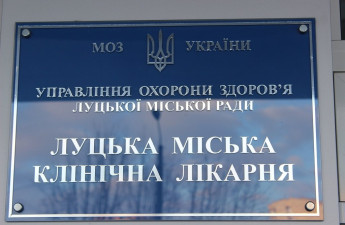 МОЗ УКРАЇНИ
УПРАВЛІННЯ ОХОРОНИ ЗДОРОВ'Я
ЛУЦЬКОЇ МІСЬКОЇ РАДИ
ЛУЦЬКА МІСЬКА
КЛІНІЧНА ЛІКАРНЯ